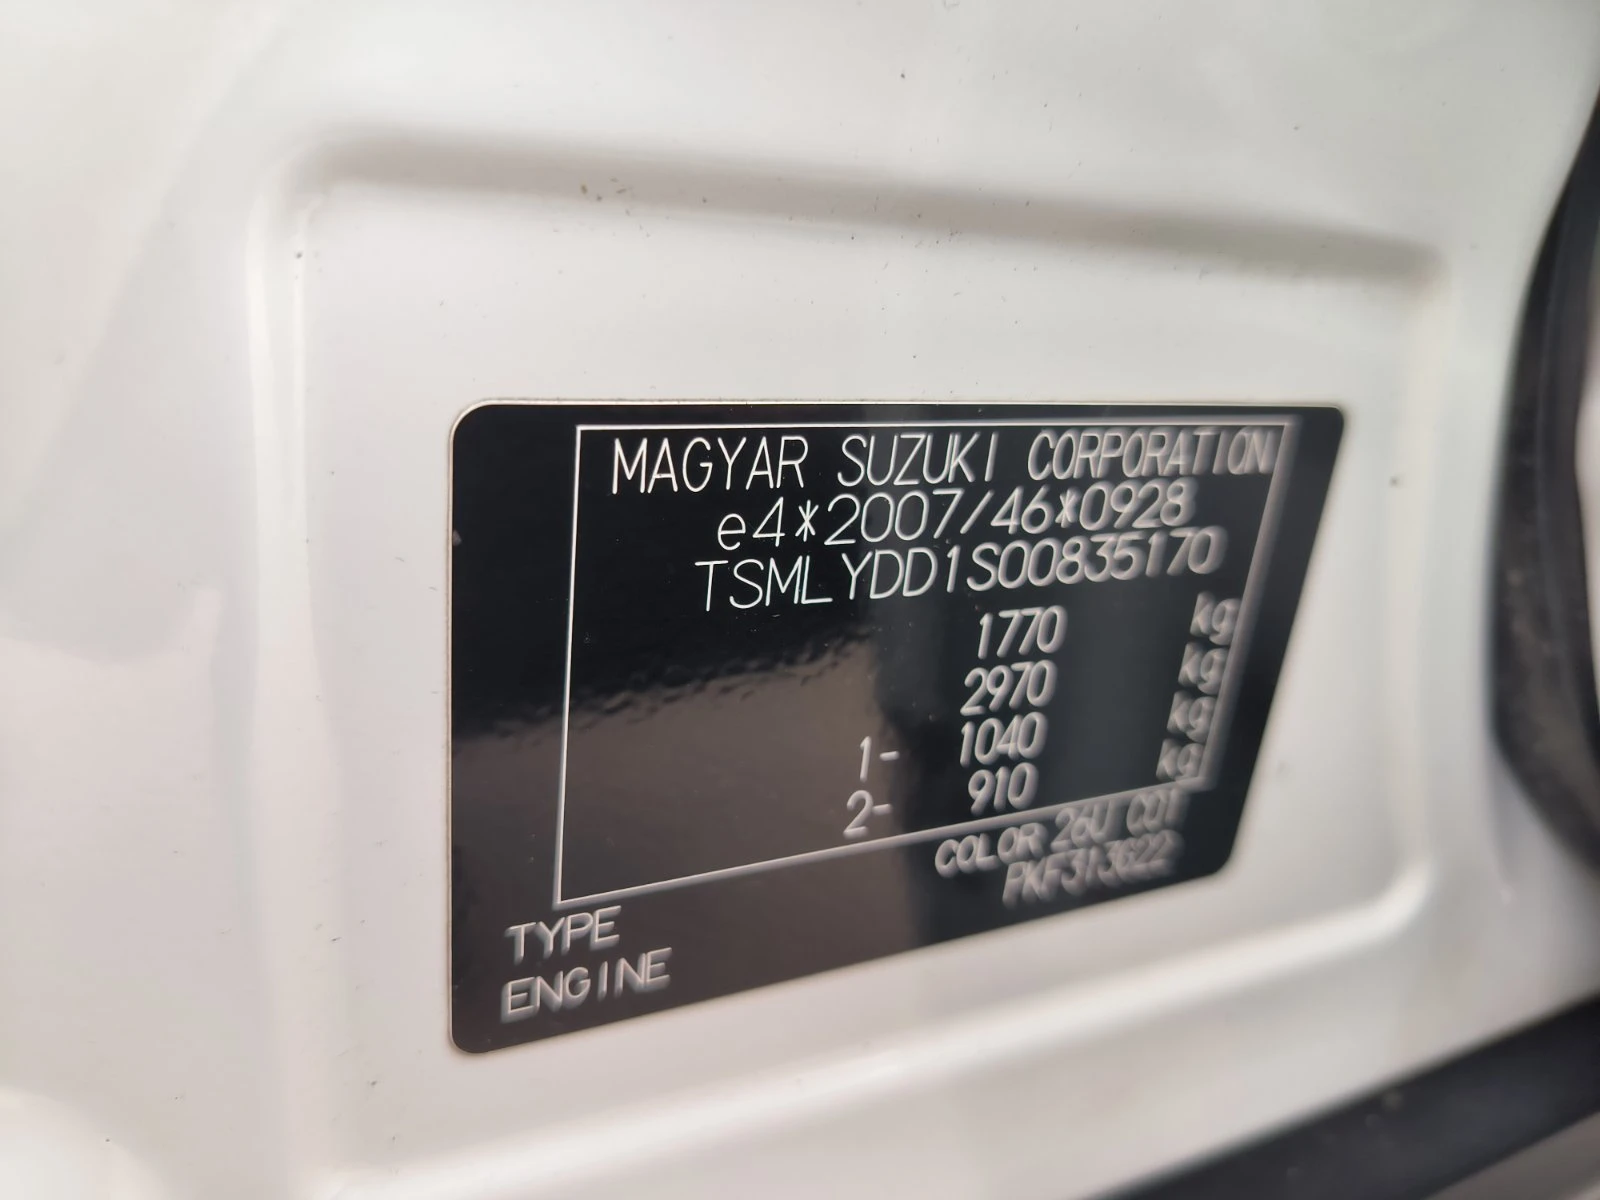 MAGYAR SUZUKI CORPORATION
e4*2007/46*0928
TSMLYDD1S00835170
1770 kg
2970 kg
1- 1040 kg
2- 910 kg
COLOR 26U C01
TYPE
ENGINE
PKF313622